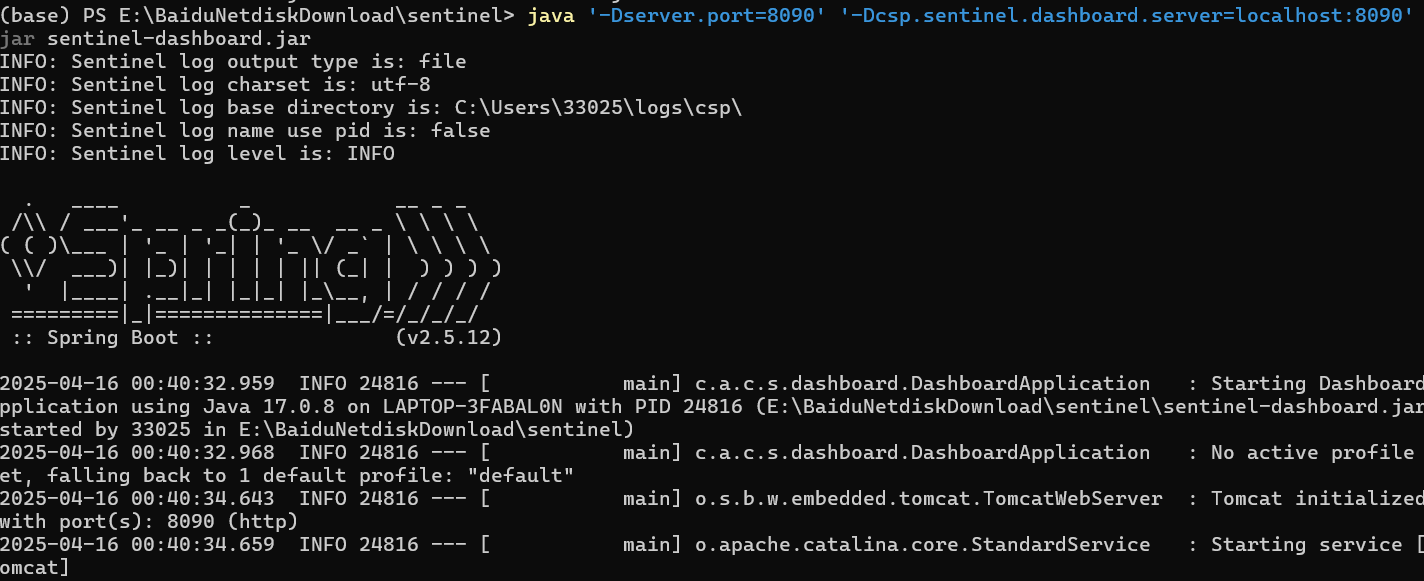 (base) PS E:\BaiduNetdiskDownload\sentinel> java '-Dserver.port=8090' '-Dcsp.sentinel.dashboard.server=localhost:8090'
jar sentinel-dashboard.jar
INFO: Sentinel log output type is: file
INFO: Sentinel log charset is: utf-8
INFO: Sentinel log base directory is: C:\Users\33025\logs\csp\
INFO: Sentinel log name use pid is: false
INFO: Sentinel log level is: INFO

  .   ____          _            __ _ _
 /\\ / ___'_ __ _ _(_)_ __  __ _ \ \ \ \
( ( )\___ | '_ | '_| | '_ \/ _` | \ \ \ \
 \\/  ___)| |_)| | | | | || (_| |  ) ) ) )
  '  |____| .__|_| |_|_| |_\__, | / / / /
 =========|_|==============|___/=/_/_/_/
 :: Spring Boot ::               (v2.5.12)

2025-04-16 00:40:32.959  INFO 24816 --- [           main] c.a.c.s.dashboard.DashboardApplication   : Starting Dashboard
pplication using Java 17.0.8 on LAPTOP-3FABAL0N with PID 24816 (E:\BaiduNetdiskDownload\sentinel\sentinel-dashboard.jar
started by 33025 in E:\BaiduNetdiskDownload\sentinel)
2025-04-16 00:40:32.968  INFO 24816 --- [           main] c.a.c.s.dashboard.DashboardApplication   : No active profile
et, falling back to 1 default profile: "default"
2025-04-16 00:40:34.643  INFO 24816 --- [           main] o.s.b.w.embedded.tomcat.TomcatWebServer  : Tomcat initialized
with port(s): 8090 (http)
2025-04-16 00:40:34.659  INFO 24816 --- [           main] o.apache.catalina.core.StandardService   : Starting service [
omcat]